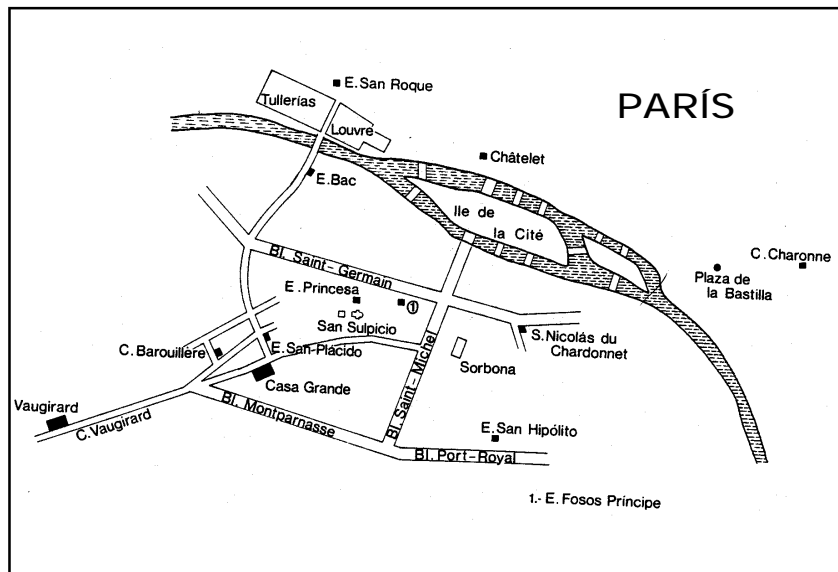 E. San Roque
PARÍS
Tullerías
Louvre
Châtelet
E. Bac
Ile de
la Cité
C. Charonne
Bl. Saint-Germain
Plaza de
la Bastilla
E. Princesa
1
San Sulpicio
S. Nicolás du
Chardonnet
C. Barouillère
E. San-Plácido
Bl. Saint-Michel
Sorbona
Casa Grande
Vaugirard
C. Vaugirard
Bl. Montparnasse
E. San Hipólito
Bl. Port-Royal
1.- E. Fosos Príncipe